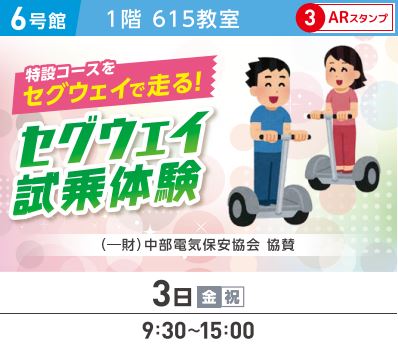 6号館 1階 615教室 3 ARスタンプ
特設コースを
セグウェイで走る!
セグウェイ
試乗体験
(一財)中部電気保安協会 協賛
3日 金 祝
9:30~15:00